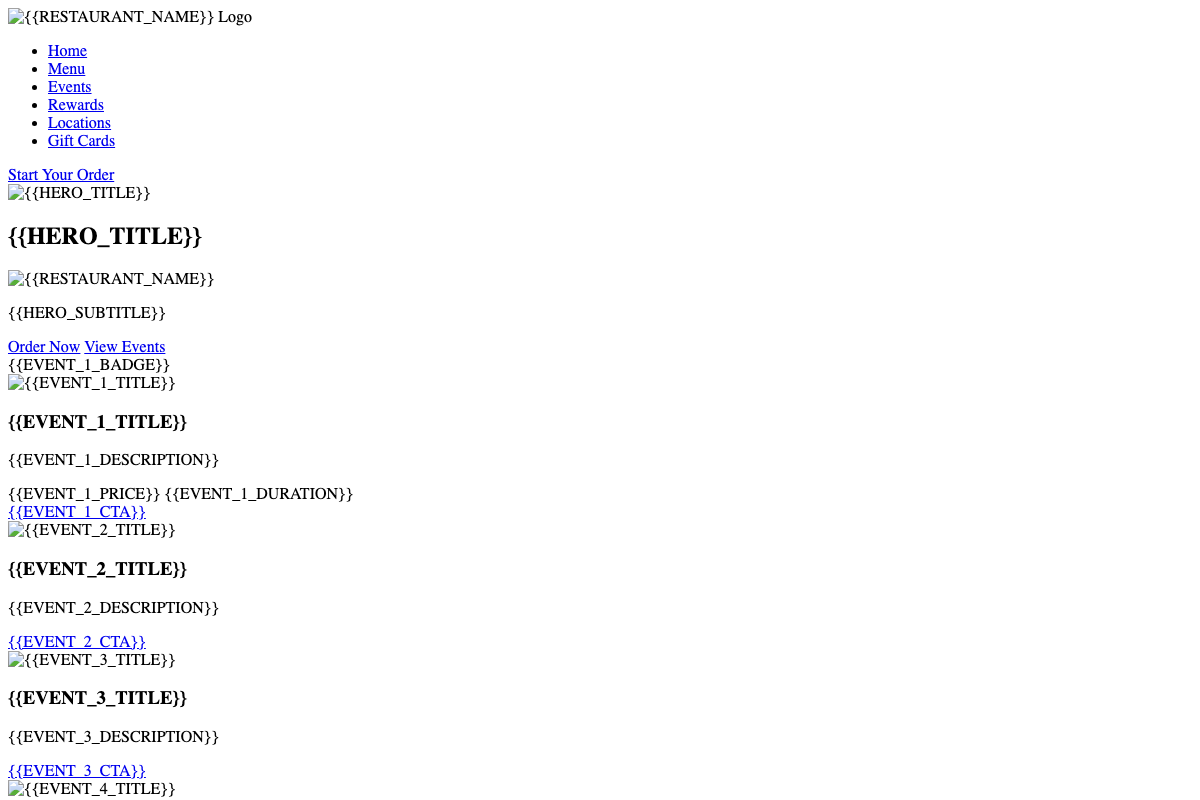 {{RESTAURANT_NAME}} Logo
Home
Menu
Events
Rewards
Locations
Gift Cards
Start Your Order
{{HERO_TITLE}}
{{HERO_TITLE}}
{{RESTAURANT_NAME}}
{{HERO_SUBTITLE}}
Order Now View Events
{{EVENT_1_BADGE}}
{{EVENT_1_TITLE}}
{{EVENT_1_TITLE}}
{{EVENT_1_DESCRIPTION}}
{{EVENT_1_PRICE}} {{EVENT_1_DURATION}}
{{EVENT_1_CTA}}
{{EVENT_2_TITLE}}
{{EVENT_2_TITLE}}
{{EVENT_2_DESCRIPTION}}
{{EVENT_2_CTA}}
{{EVENT_3_TITLE}}
{{EVENT_3_TITLE}}
{{EVENT_3_DESCRIPTION}}
{{EVENT_3_CTA}}
{{EVENT_4_TITLE}}